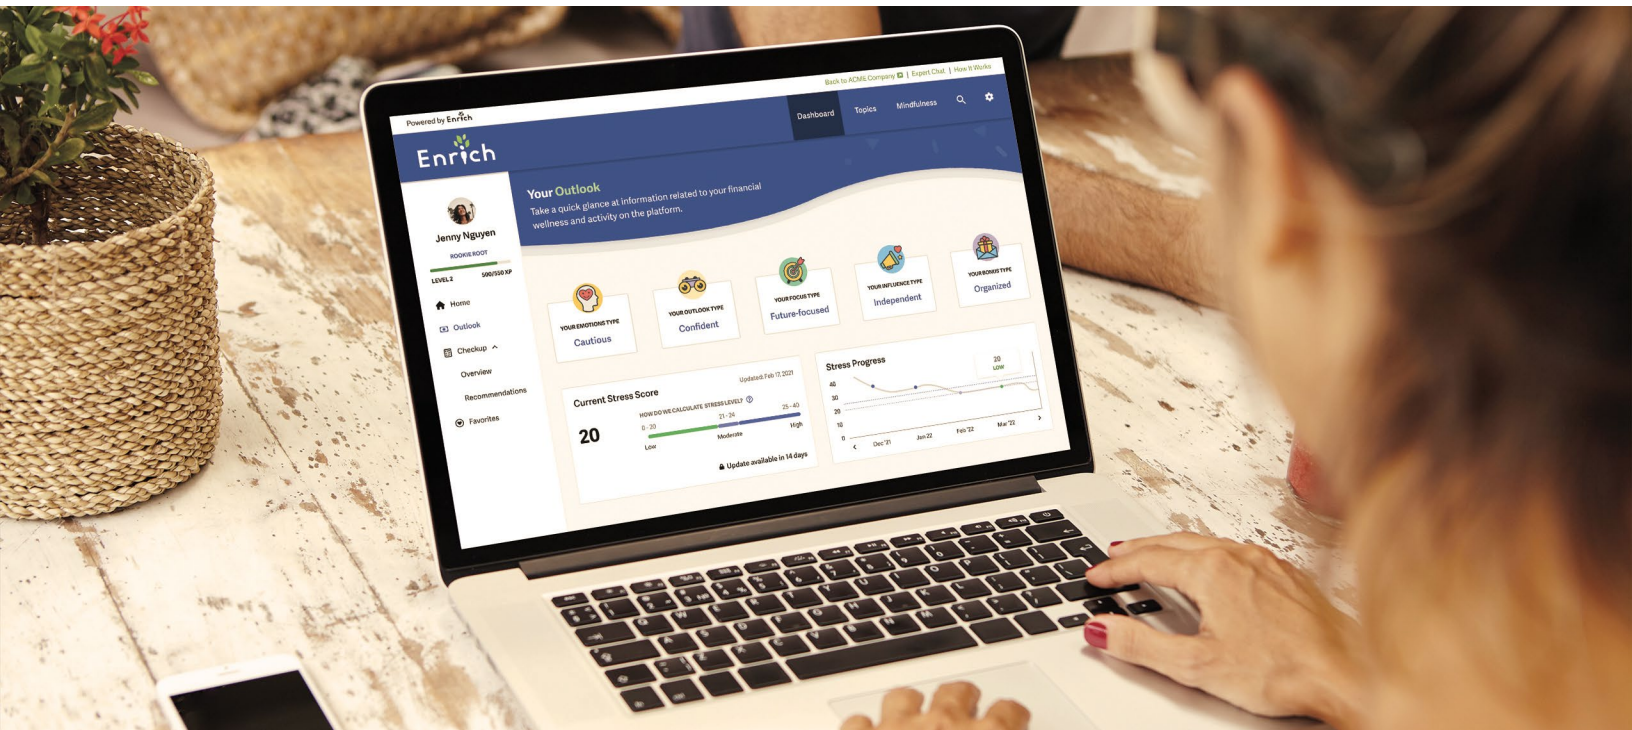 Powered by Enrich
Back to ACME Company | Expert Chat | How It Works
Enrich
Dashboard
Topics
Mindfulness
Jenny Nguyen
ROOKIE ROOT
LEVEL 2
500/550 XP
Home
Outlook
Checkup
Overview
Recommendations
Favorites
Your Outlook
Take a quick glance at information related to your financial
wellness and activity on the platform.
YOUR EMOTIONS TYPE
Cautious
YOUR OUTLOOK TYPE
Confident
YOUR FOCUS TYPE
Future-focused
YOUR INFLUENCE TYPE
Independent
YOUR BONUS TYPE
Organized
Current Stress Score
Updated: Feb 17, 2021
20
HOW DO WE CALCULATE STRESS LEVEL?
0 - 20
21 - 24
25 - 40
Low
Moderate
High
Update available in 14 days
Stress Progress
20
LOW
40
30
20
10
0
Dec '21
Jan 22
Feb '22
Mar '22